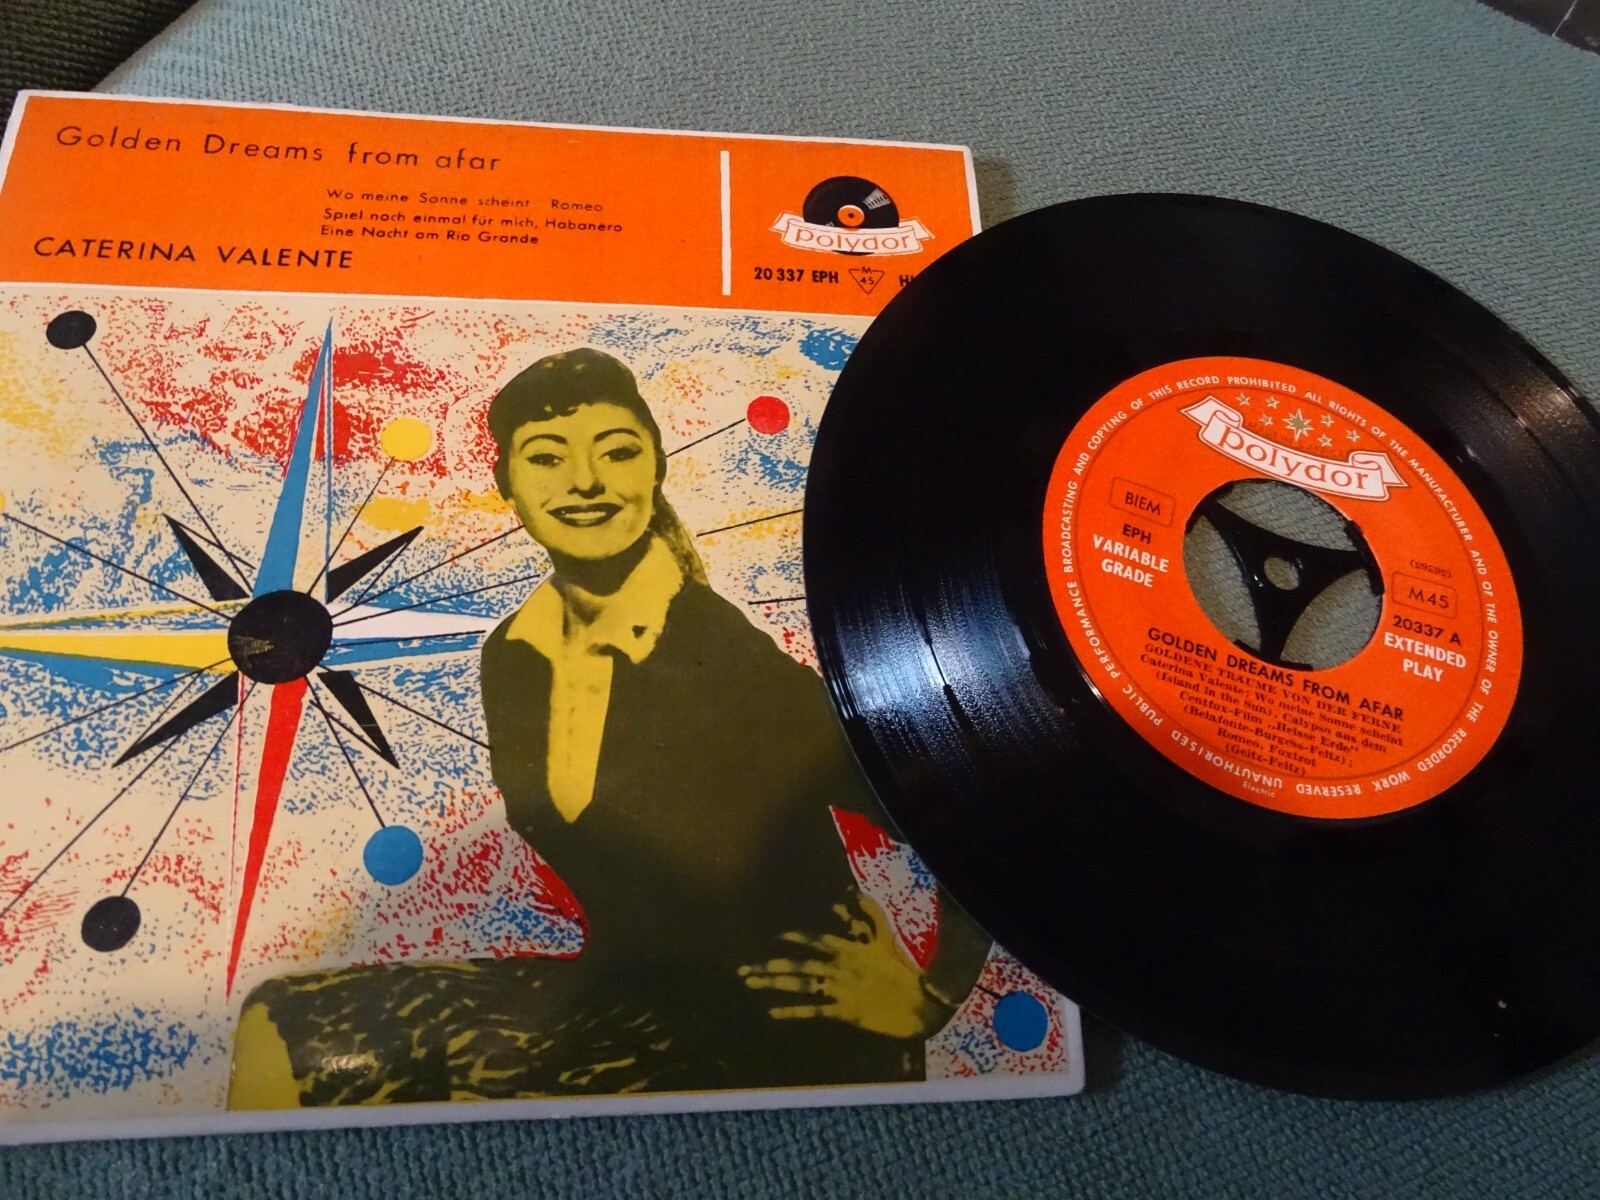 Golden Dreams from afar
Wo meine Sonne scheint Romeo
Spiel noch einmal für mich, Habanero
Eine Nacht am Rio Grande
CATERINA VALENTE
polydor
20 337 EPH M 45
UNAUTHORISED PUBLIC PERFORMANCE BROADCASTING AND COPYING OF THIS RECORD PROHIBITED ALL RIGHTS OF THE MANUFACTURER AND OF THE OWNER OF THE RECORDED WORK RESERVED
polydor
BIEM
EPH
VARIABLE
GRADE
M45
20337 A
EXTENDED
PLAY
GOLDEN DREAMS FROM AFAR
GOLDENE TRÄUME VON DER FERNE
Caterina Valente: Wo meine Sonne scheint
(Island in the Sun), Calypso aus dem
Centfox-Film „Heisse Erde"
(Belafonte-Burgess-Feltz);
Romeo, Foxtrot
(Geitz-Feltz)
Electric